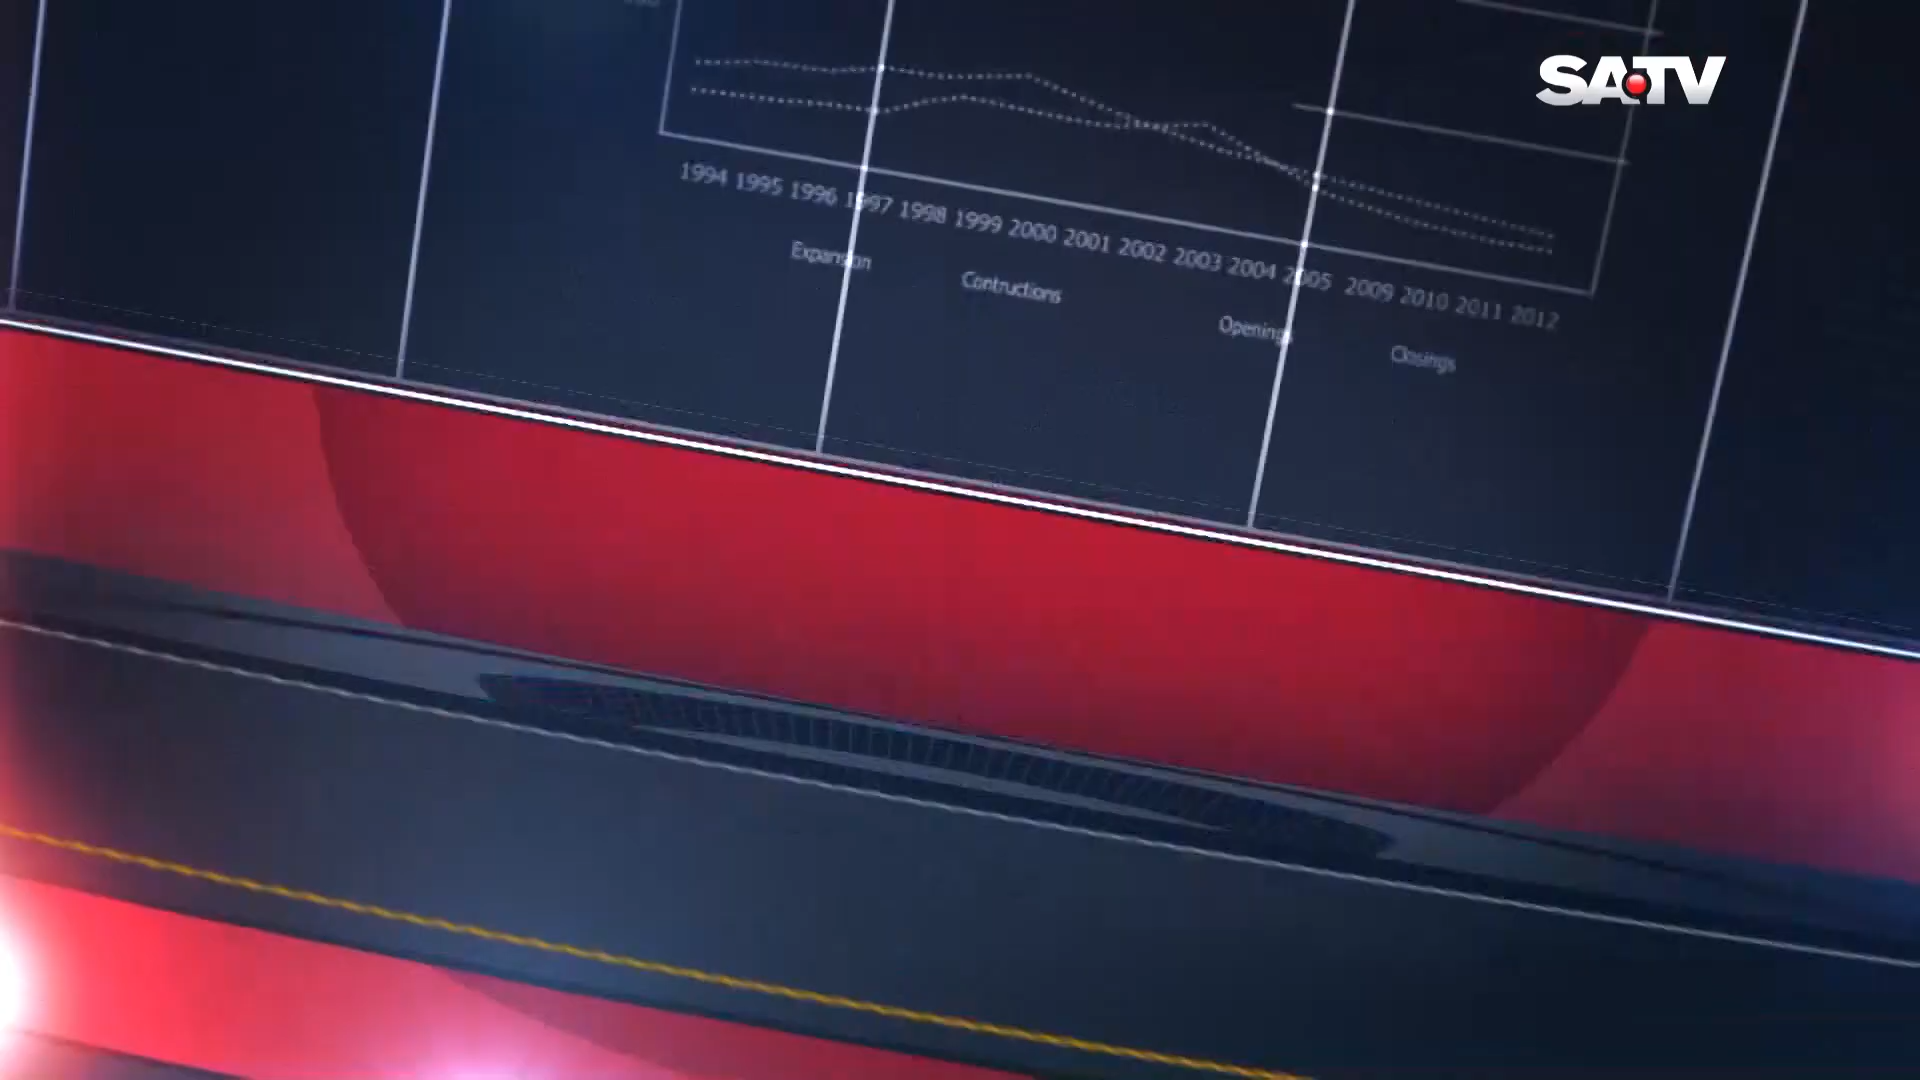 SATV
1994 1995 1996 1997 1998 1999 2000 2001 2002 2003 2004 2005 2009 2010 2011 2012
Expansion
Contructions
Openings
Closings